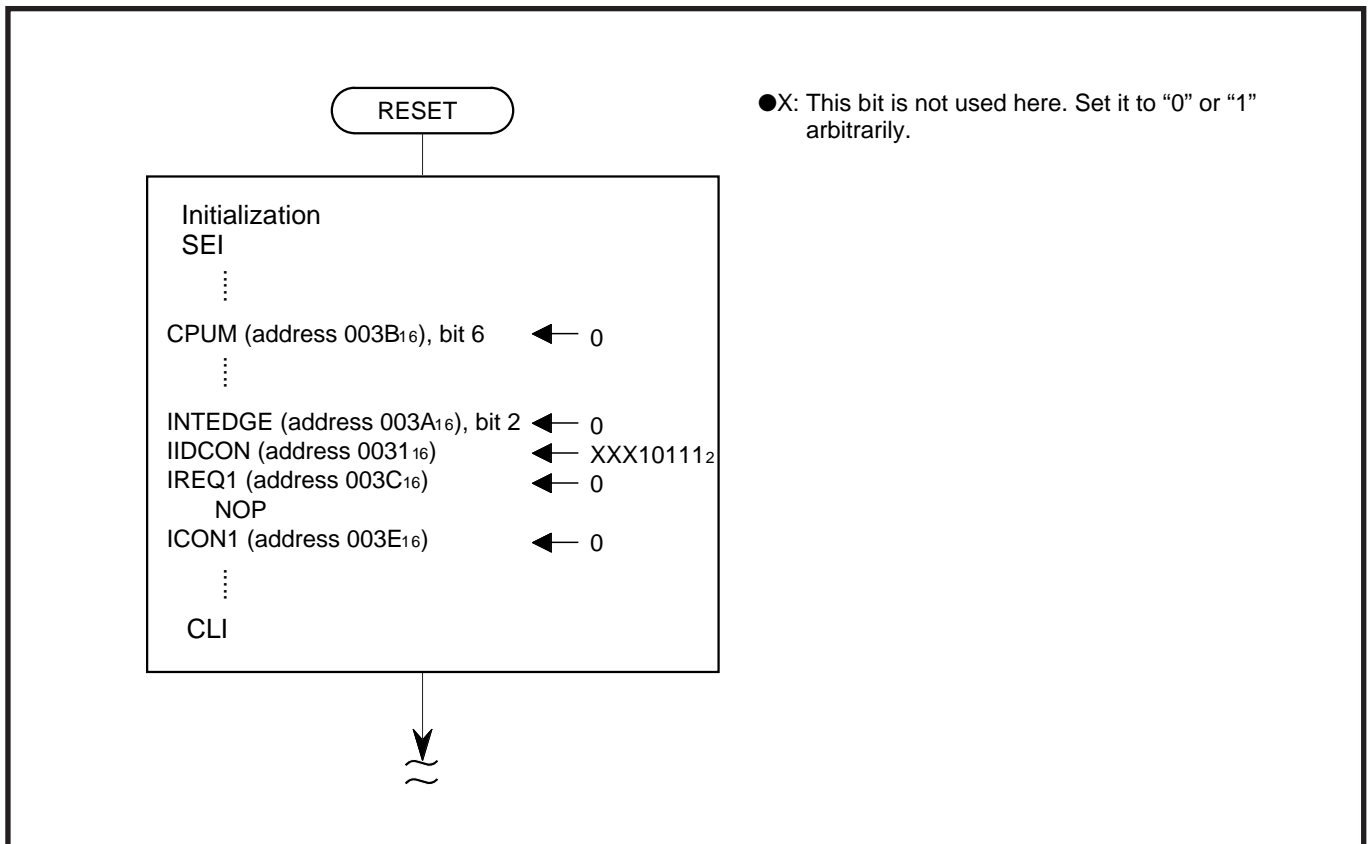 RESET
●X: This bit is not used here. Set it to “0” or “1”
arbitrarily.
Initialization
SEI
CPUM (address 003B16), bit 6 0
INTEDGE (address 003A16), bit 2 0
IIDCON (address 003116) XXX101112
IREQ1 (address 003C16) 0
NOP
ICON1 (address 003E16) 0
CLI